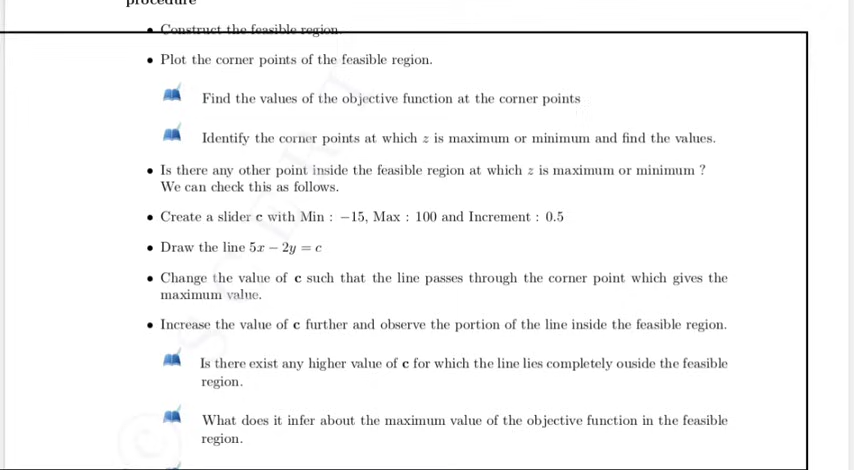 procedure
• Construct the feasible region.
• Plot the corner points of the feasible region.
Find the values of the objective function at the corner points
Identify the corner points at which z is maximum or minimum and find the values.
• Is there any other point inside the feasible region at which z is maximum or minimum ?
We can check this as follows.
• Create a slider c with Min : −15, Max : 100 and Increment : 0.5
• Draw the line 5x − 2y = c
• Change the value of c such that the line passes through the corner point which gives the
maximum value.
• Increase the value of c further and observe the portion of the line inside the feasible region.
Is there exist any higher value of c for which the line lies completely ouside the feasible
region.
What does it infer about the maximum value of the objective function in the feasible
region.